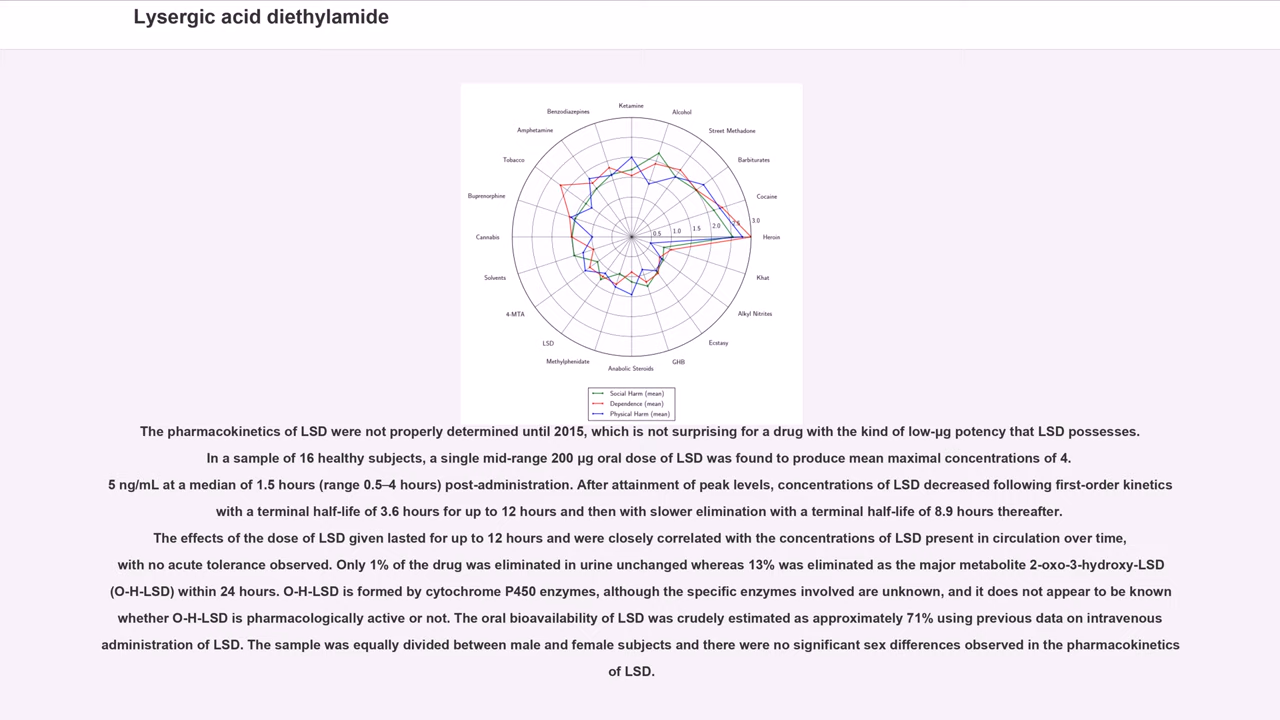 Lysergic acid diethylamide
Ketamine
Benzodiazepines
Alcohol
Amphetamine
Street Methadone
Tobacco
Barbiturates
Buprenorphine
Cocaine
3.0
2.5
2.0
1.5
1.0
0.5
Cannabis
Heroin
Solvents
Khat
4-MTA
Alkyl Nitrites
LSD
Ecstasy
Methylphenidate
GHB
Anabolic Steroids
Social Harm (mean)
Dependence (mean)
Physical Harm (mean)
The pharmacokinetics of LSD were not properly determined until 2015, which is not surprising for a drug with the kind of low-μg potency that LSD possesses.
In a sample of 16 healthy subjects, a single mid-range 200 μg oral dose of LSD was found to produce mean maximal concentrations of 4.
5 ng/mL at a median of 1.5 hours (range 0.5–4 hours) post-administration. After attainment of peak levels, concentrations of LSD decreased following first-order kinetics
with a terminal half-life of 3.6 hours for up to 12 hours and then with slower elimination with a terminal half-life of 8.9 hours thereafter.
The effects of the dose of LSD given lasted for up to 12 hours and were closely correlated with the concentrations of LSD present in circulation over time,
with no acute tolerance observed. Only 1% of the drug was eliminated in urine unchanged whereas 13% was eliminated as the major metabolite 2-oxo-3-hydroxy-LSD
(O-H-LSD) within 24 hours. O-H-LSD is formed by cytochrome P450 enzymes, although the specific enzymes involved are unknown, and it does not appear to be known
whether O-H-LSD is pharmacologically active or not. The oral bioavailability of LSD was crudely estimated as approximately 71% using previous data on intravenous
administration of LSD. The sample was equally divided between male and female subjects and there were no significant sex differences observed in the pharmacokinetics
of LSD.